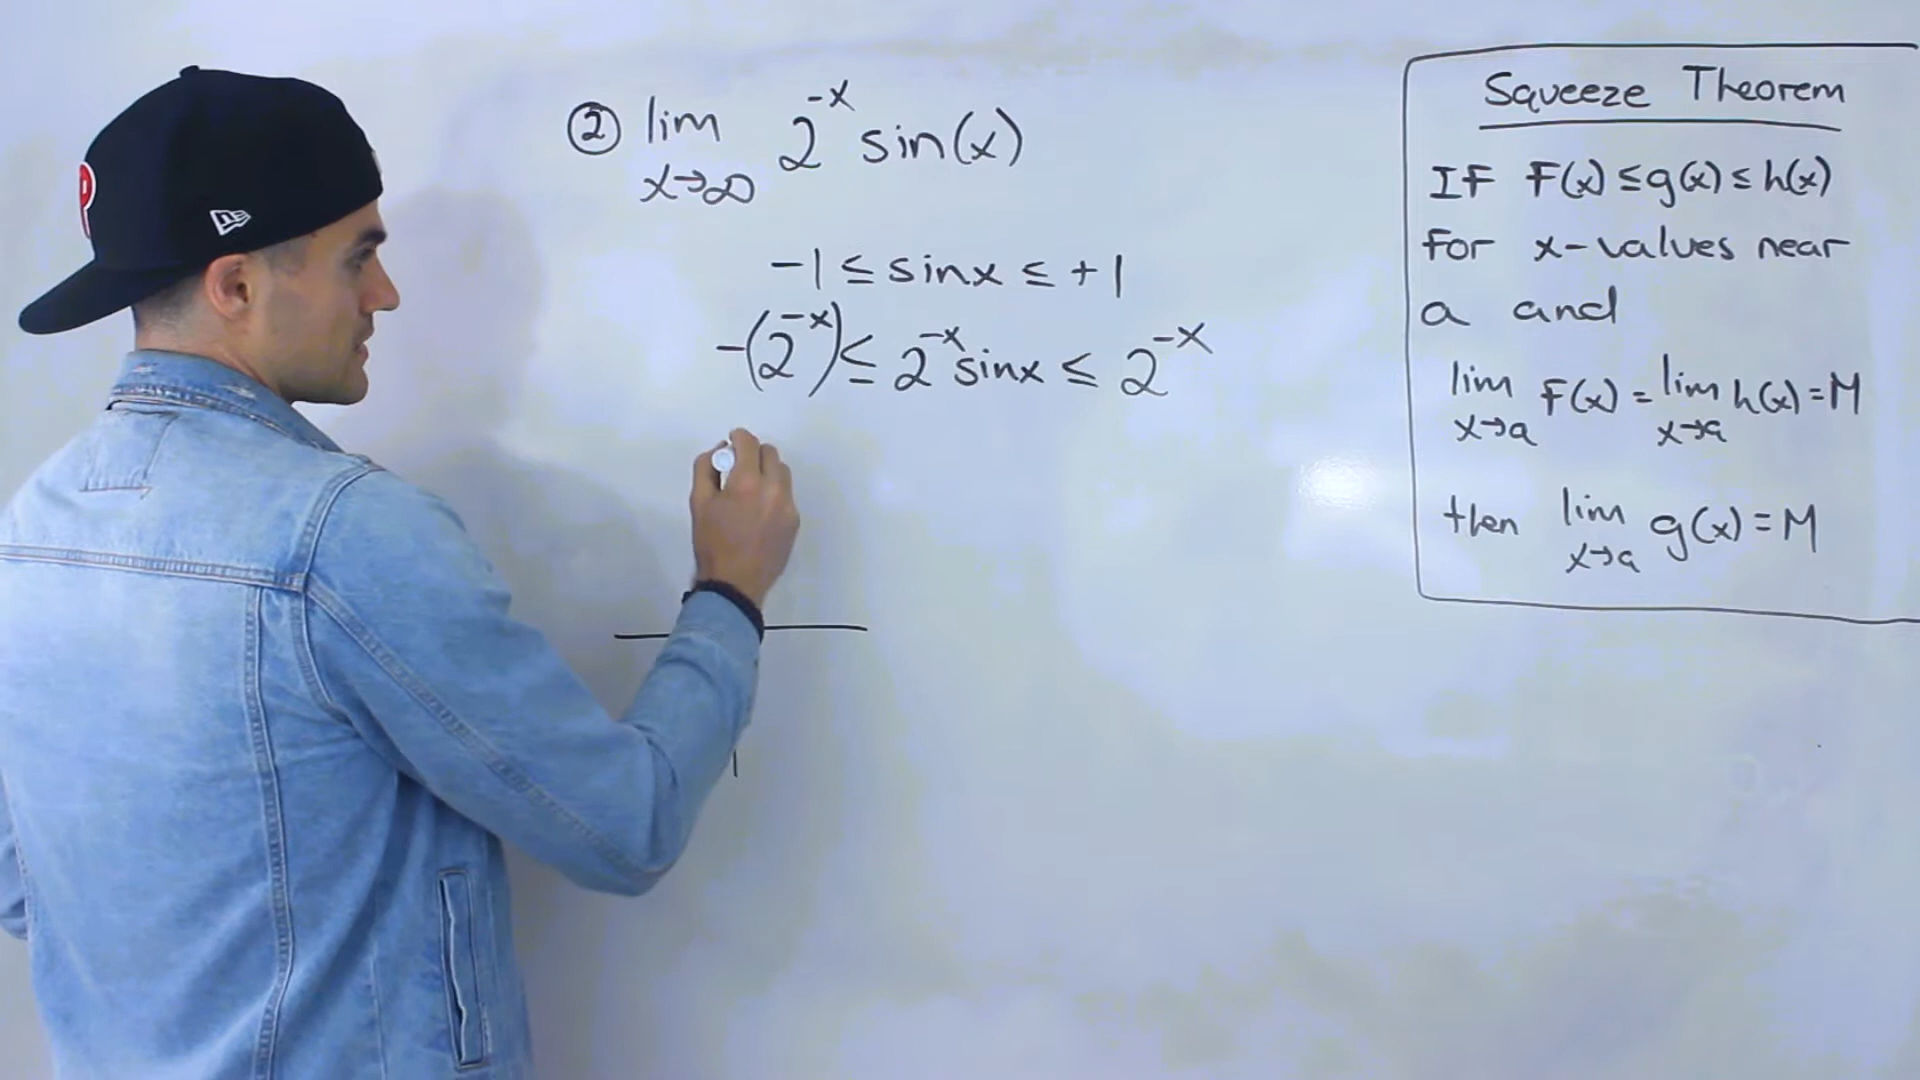 ② lim 2^-x sin(x)
x→∞
-1 ≤ sinx ≤ +1
-(2^-x) ≤ 2^-x sinx ≤ 2^-x
Squeeze Theorem
IF F(x) ≤ g(x) ≤ h(x)
For x-values near
a and
lim F(x) = lim h(x) = M
x→a x→a
then lim g(x) = M
x→a
P